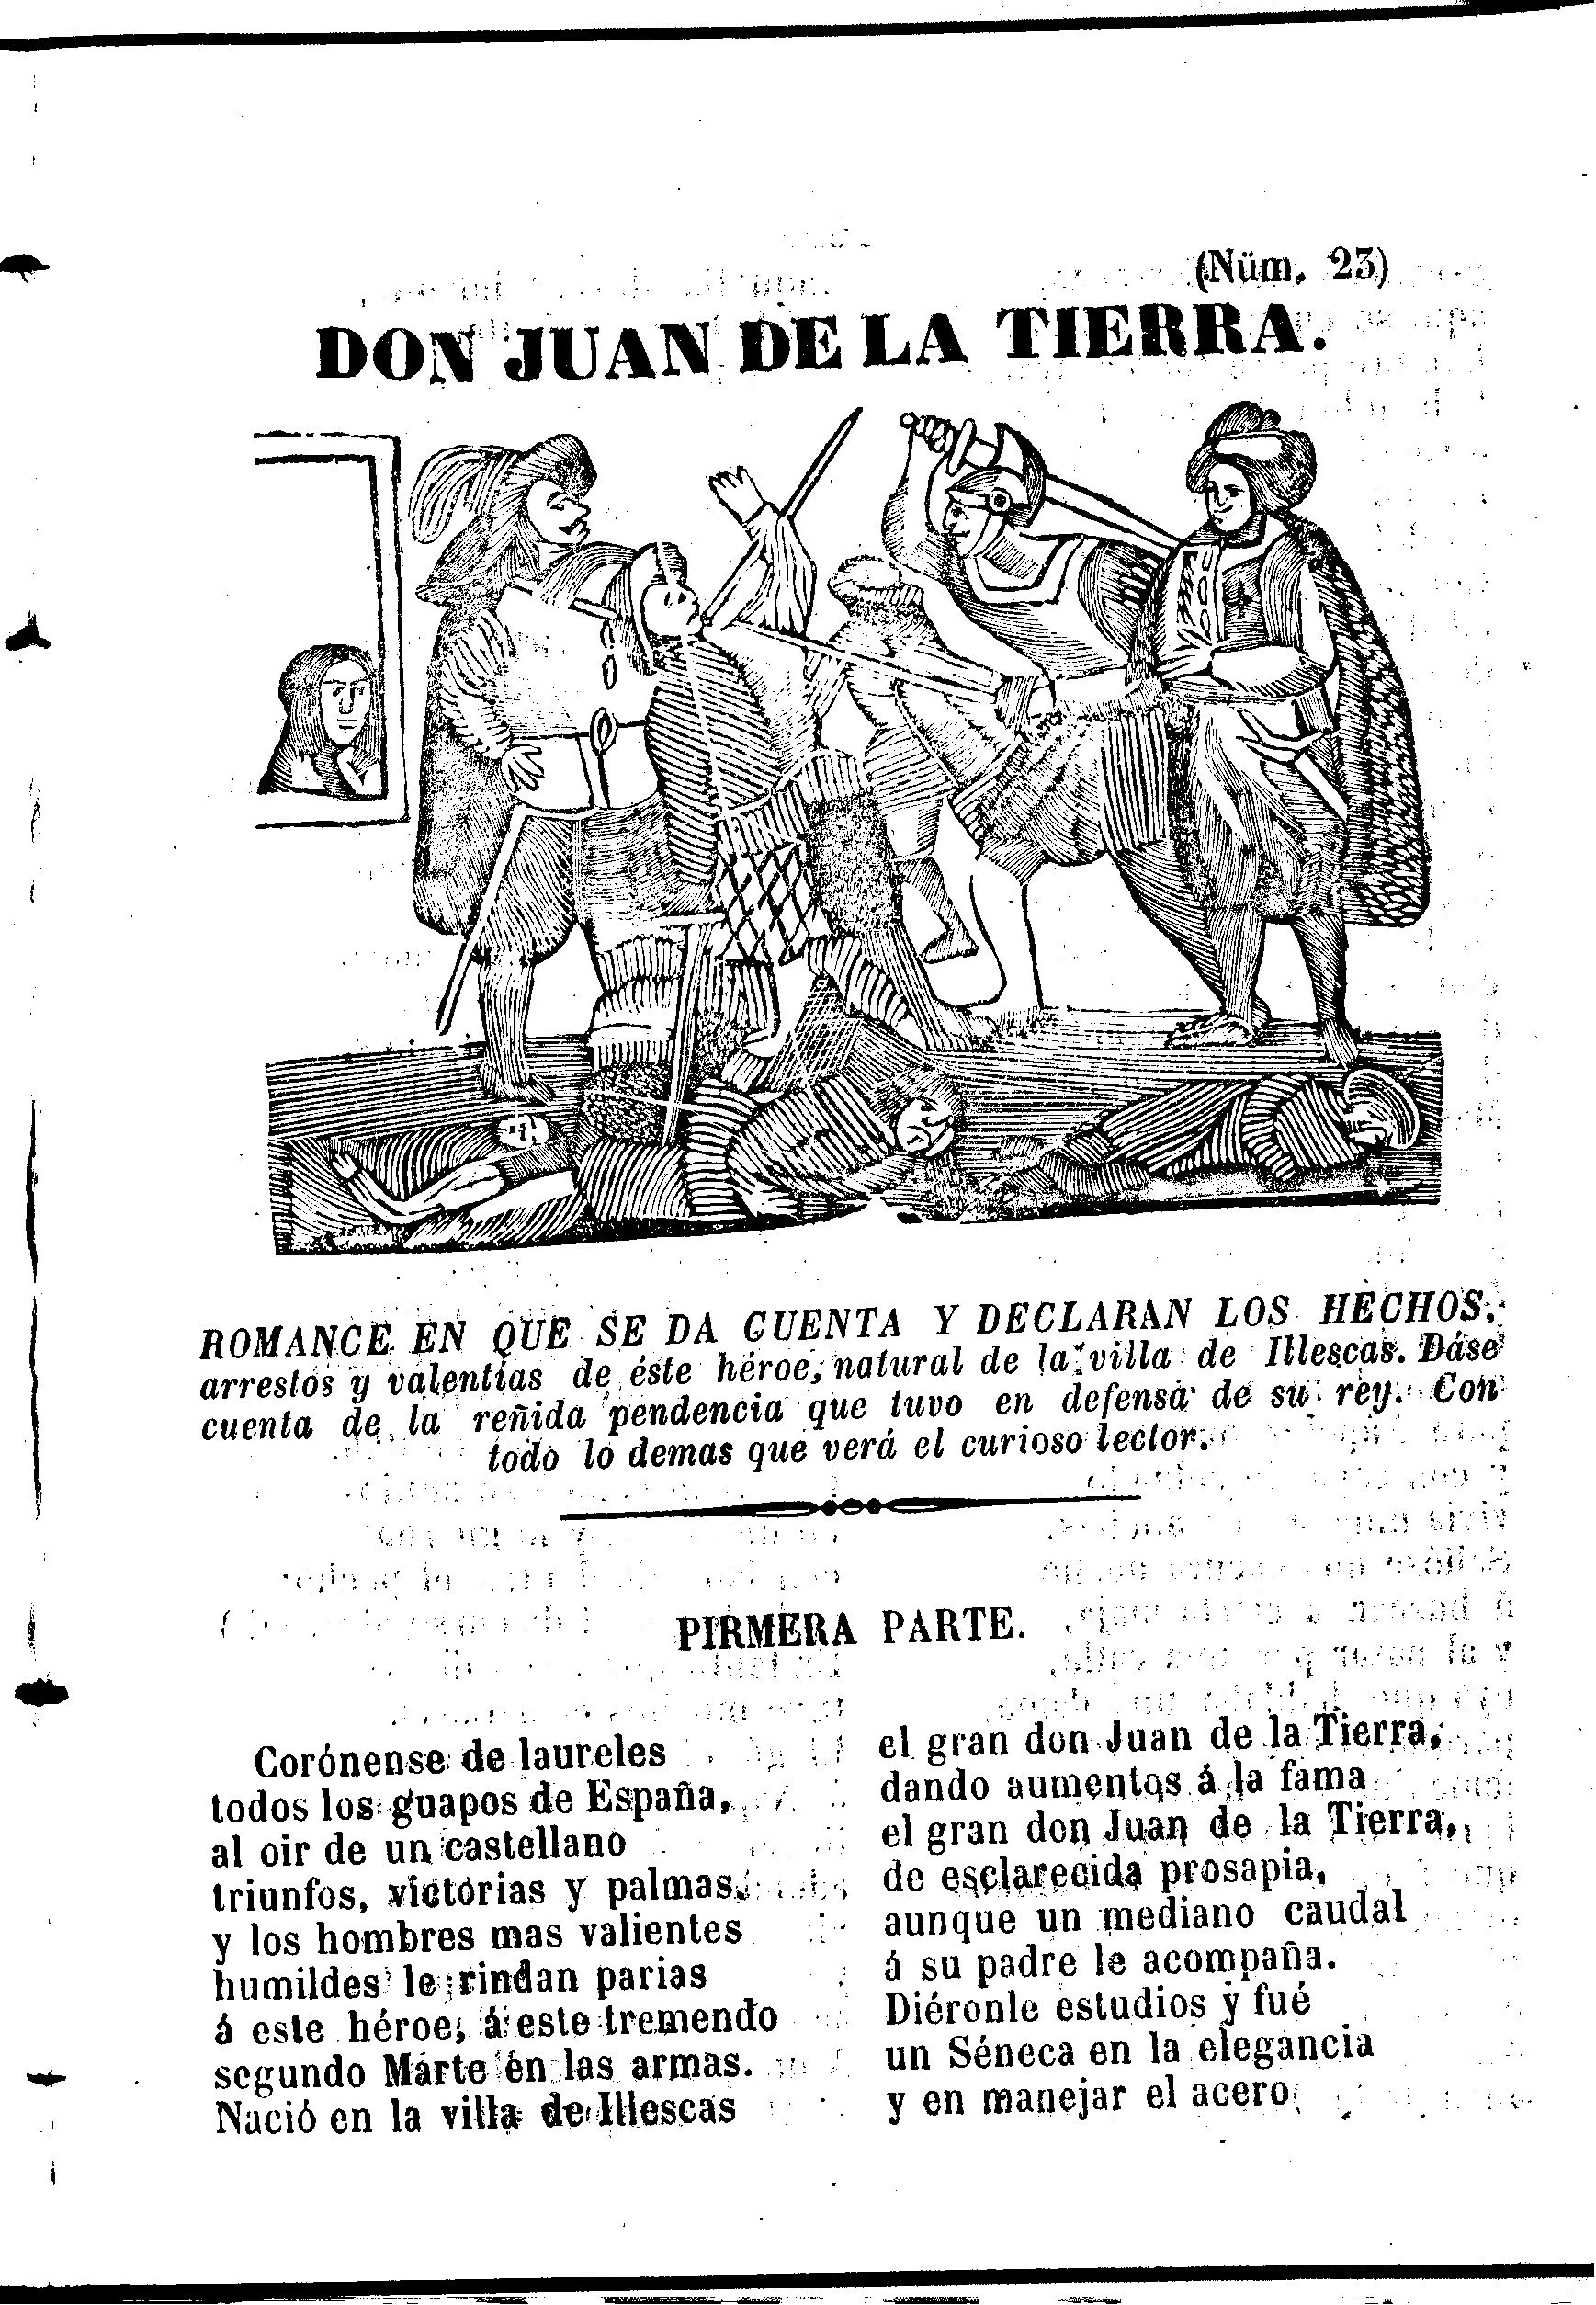 (Núm. 23)
DON JUAN DE LA TIERRA.
ROMANCE EN QUE SE DA CUENTA Y DECLARAN LOS HECHOS,
arrestos y valentías de éste héroe, natural de la villa de Illescas. Dáse
cuenta de la reñida pendencia que tuvo en defensa de su rey. Con
todo lo demas que verá el curioso lector.
PIRMERA PARTE.
Corónense de laureles
todos los guapos de España,
al oir de un castellano
triunfos, victorias y palmas,
y los hombres mas valientes
humildes le rindan parias
á este héroe, á este tremendo
segundo Marte en las armas.
Nació en la villa de Illescas
el gran don Juan de la Tierra,
dando aumentos á la fama
el gran don Juan de la Tierra,
de esclarecida prosapia,
aunque un mediano caudal
á su padre le acompaña.
Diéronle estudios y fué
un Séneca en la elegancia
y en manejar el acero